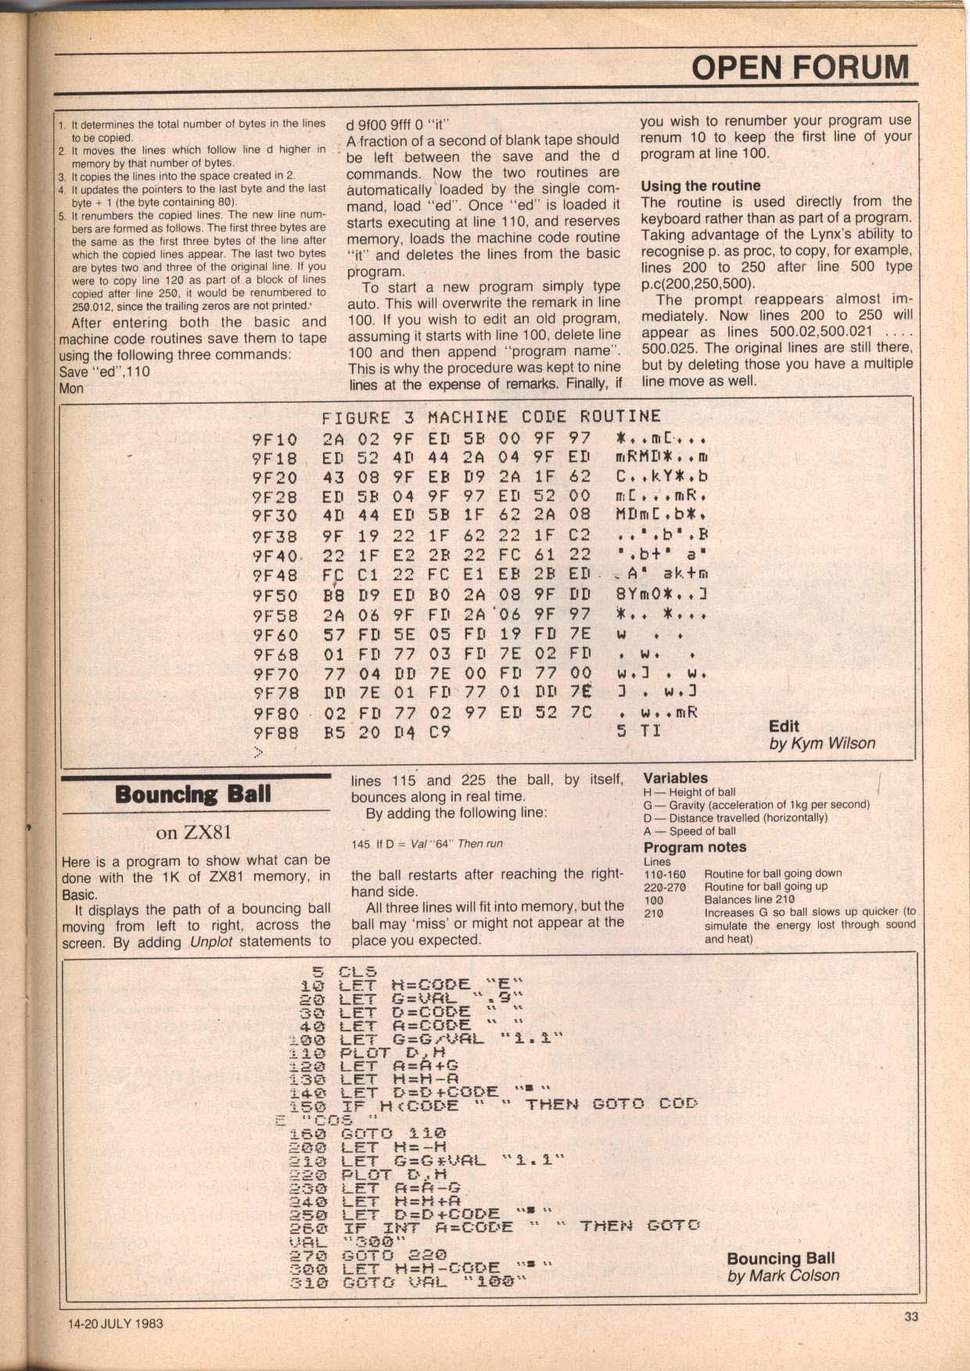 OPEN FORUM
1. It determines the total number of bytes in the lines
to be copied.
2. It moves the lines which follow line d higher in
memory by that number of bytes.
3. It copies the lines into the space created in 2.
4. It updates the pointers to the last byte and the last
byte + 1 (the byte containing 80).
5. It renumbers the copied lines. The new line num-
bers are formed as follows. The first three bytes are
the same as the first three bytes of the line after
which the copied lines appear. The last two bytes
are bytes two and three of the original line. If you
were to copy line 120 as part of a block of lines
copied after line 250, it would be renumbered to
250.012, since the trailing zeros are not printed.
After entering both the basic and
machine code routines save them to tape
using the following three commands:
Save "ed",110
Mon
d 9f00 9fff 0 "it"
A fraction of a second of blank tape should
be left between the save and the d
commands. Now the two routines are
automatically loaded by the single com-
mand, load "ed". Once "ed" is loaded it
starts executing at line 110, and reserves
memory, loads the machine code routine
"it" and deletes the lines from the basic
program.
To start a new program simply type
auto. This will overwrite the remark in line
100. If you wish to edit an old program,
assuming it starts with line 100, delete line
100 and then append "program name".
This is why the procedure was kept to nine
lines at the expense of remarks. Finally, if
you wish to renumber your program use
renum 10 to keep the first line of your
program at line 100.
Using the routine
The routine is used directly from the
keyboard rather than as part of a program.
Taking advantage of the Lynx's ability to
recognise p. as proc, to copy, for example,
lines 200 to 250 after line 500 type
p.c(200,250,500).
The prompt reappears almost im-
mediately. Now lines 200 to 250 will
appear as lines 500.02,500.021 ....
500.025. The original lines are still there,
but by deleting those you have a multiple
line move as well.
FIGURE 3 MACHINE CODE ROUTINE
9F10 2A 02 9F ED 5B 00 9F 97 *..m[...
9F18 ED 52 4D 44 2A 04 9F ED mRMD*..m
9F20 43 08 9F EB D9 2A 1F 62 C..kY*.b
9F28 ED 5B 04 9F 97 ED 52 00 m[...mR.
9F30 4D 44 ED 5B 1F 62 2A 08 MDm[.b*.
9F38 9F 19 22 1F 62 22 1F C2 ..".b".B
9F40 22 1F E2 2B 22 FC 61 22 ".b+" a"
9F48 FC C1 22 FC E1 EB 2B ED A" ak+m
9F50 B8 D9 ED B0 2A 08 9F DD 8Ym0*..]
9F58 2A 06 9F FD 2A 06 9F 97 *.. *...
9F60 57 FD 5E 05 FD 19 FD 7E w . .
9F68 01 FD 77 03 FD 7E 02 FD . w. .
9F70 77 04 DD 7E 00 FD 77 00 w.] . w.
9F78 DD 7E 01 FD 77 01 DD 7E ] . w.]
9F80 02 FD 77 02 97 ED 52 7C . w..mR
9F88 B5 20 D4 C9 5 TI
>
Edit
by Kym Wilson
Bouncing Ball
on ZX81
Here is a program to show what can be
done with the 1K of ZX81 memory, in
Basic.
It displays the path of a bouncing ball
moving from left to right, across the
screen. By adding Unplot statements to
lines 115 and 225 the ball, by itself,
bounces along in real time.
By adding the following line:
145 If D = Val "64" Then run
the ball restarts after reaching the right-
hand side.
All three lines will fit into memory, but the
ball may 'miss' or might not appear at the
place you expected.
Variables
H — Height of ball
G — Gravity (acceleration of 1kg per second)
D — Distance travelled (horizontally)
A — Speed of ball
Program notes
Lines
110-160 Routine for ball going down
220-270 Routine for ball going up
100 Balances line 210
210 Increases G so ball slows up quicker (to
simulate the energy lost through sound
and heat)
5 CLS
10 LET H=CODE "E"
20 LET G=VAL ".9"
30 LET D=CODE " "
40 LET A=CODE " "
100 LET G=G/VAL "1.1"
110 PLOT D,H
120 LET A=A+G
130 LET H=H-A
140 LET D=D+CODE "▘"
150 IF H<CODE " " THEN GOTO COD
E "COS "
160 GOTO 110
200 LET H=-H
210 LET G=G*VAL "1.1"
220 PLOT D,H
230 LET A=A-G
240 LET H=H+A
250 LET D=D+CODE "▘"
260 IF INT A=CODE " " THEN GOTO
VAL "300"
270 GOTO 220
300 LET H=H-CODE "▘"
310 GOTO VAL "100"
Bouncing Ball
by Mark Colson
14-20 JULY 1983
33